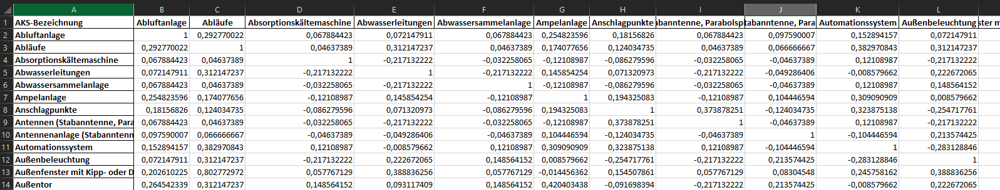 A B C D E F G H I J K L
1 AKS-Bezeichnung Abluftanlage Abläufe Absorptionskältemaschine Abwasserleitungen Abwassersammelanlage Ampelanlage Anschlagpunkte abanntenne, Parabolsp tabanntenne, Para Automationssystem Außenbeleuchtung ster m
2 Abluftanlage 1 0,292770022 0,067884423 0,072147911 0,067884423 0,254823596 0,18156826 0,067884423 0,097590007 0,152894157 0,072147911
3 Abläufe 0,292770022 1 0,04637389 0,312147237 0,04637389 0,174077656 0,124034735 0,04637389 0,066666667 0,382970843 0,312147237
4 Absorptionskältemaschine 0,067884423 0,04637389 1 -0,217132222 -0,032258065 -0,12108987 -0,086279596 -0,032258065 -0,04637389 0,12108987 -0,217132222
5 Abwasserleitungen 0,072147911 0,312147237 -0,217132222 1 -0,217132222 0,145854254 0,071320973 -0,217132222 -0,049286406 -0,008579662 0,222672065
6 Abwassersammelanlage 0,067884423 0,04637389 -0,032258065 -0,217132222 1 -0,12108987 -0,086279596 -0,032258065 -0,04637389 0,12108987 0,148564152
7 Ampelanlage 0,254823596 0,174077656 -0,12108987 0,145854254 -0,12108987 1 0,194325083 -0,12108987 0,104446594 0,309090909 0,008579662
8 Anschlagpunkte 0,18156826 0,124034735 -0,086279596 0,071320973 -0,086279596 0,194325083 1 0,373878251 -0,124034735 0,323875138 -0,254717761
9 Antennen (Stabanntenne, Para 0,067884423 0,04637389 -0,032258065 -0,217132222 -0,032258065 -0,12108987 0,373878251 1 -0,04637389 0,12108987 -0,217132222
10 Antennenanlage (Stabanntenn 0,097590007 0,066666667 -0,04637389 -0,049286406 -0,04637389 0,104446594 -0,124034735 -0,04637389 1 -0,104446594 0,213574425
11 Automationssystem 0,152894157 0,382970843 0,12108987 -0,008579662 0,12108987 0,309090909 0,323875138 0,12108987 -0,104446594 1 -0,283128846
12 Außenbeleuchtung 0,072147911 0,312147237 -0,217132222 0,222672065 0,148564152 0,008579662 -0,254717761 -0,217132222 0,213574425 -0,283128846 1
13 Außenfenster mit Kipp- oder D 0,202610225 0,802772972 0,057767129 0,388836256 0,057767129 -0,014456362 0,154507861 0,057767129 0,08304548 0,245758162 0,388836256
14 Außentor 0,264542339 0,312147237 0,148564152 0,093117409 0,148564152 0,420403438 -0,091698394 -0,217132222 0,213574425 -0,008579662 0,222672065